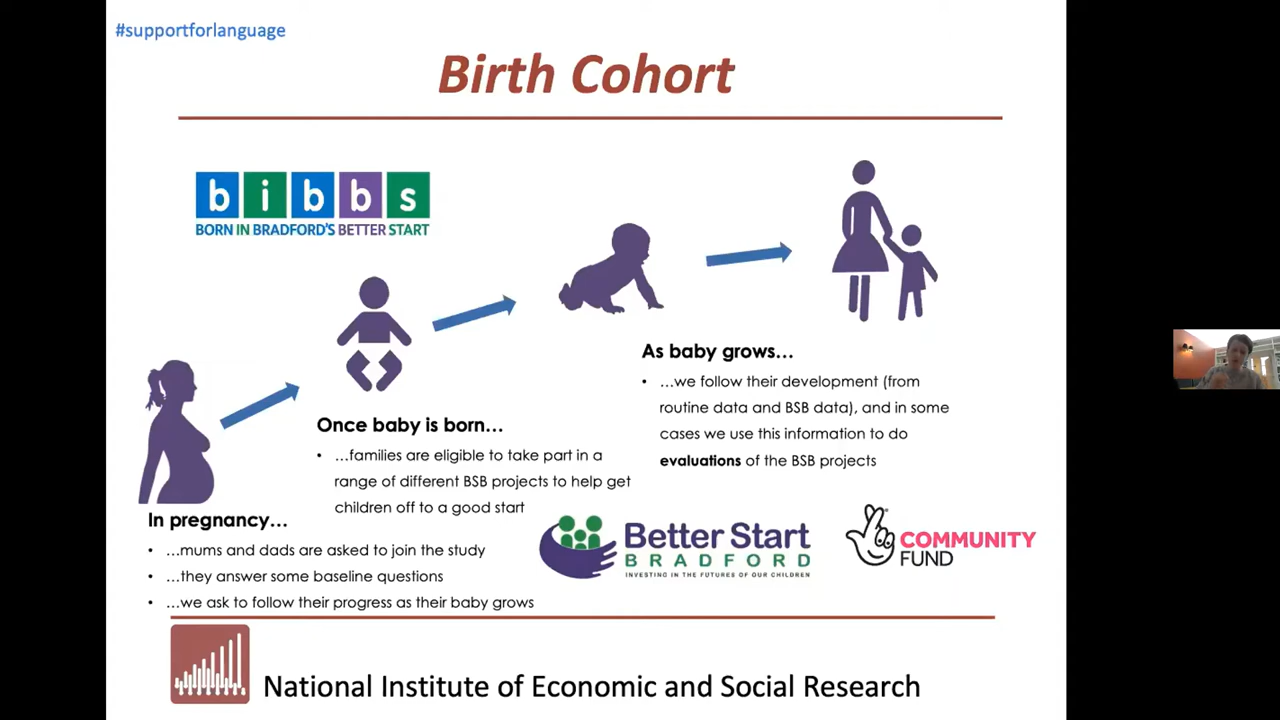 #supportforlanguage
Birth Cohort
bibbs
BORN IN BRADFORD'S BETTER START
In pregnancy…
• …mums and dads are asked to join the study
• …they answer some baseline questions
• …we ask to follow their progress as their baby grows
Once baby is born…
• …families are eligible to take part in a
range of different BSB projects to help get
children off to a good start
As baby grows…
• …we follow their development (from
routine data and BSB data), and in some
cases we use this information to do
evaluations of the BSB projects
Better Start
BRADFORD
INVESTING IN THE FUTURES OF OUR CHILDREN
COMMUNITY
FUND
National Institute of Economic and Social Research